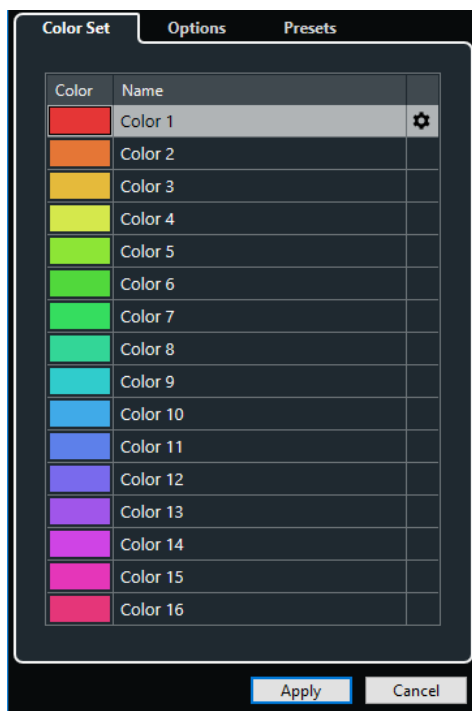 Color Set Options Presets
Color Name
Color 1
Color 2
Color 3
Color 4
Color 5
Color 6
Color 7
Color 8
Color 9
Color 10
Color 11
Color 12
Color 13
Color 14
Color 15
Color 16
Apply Cancel